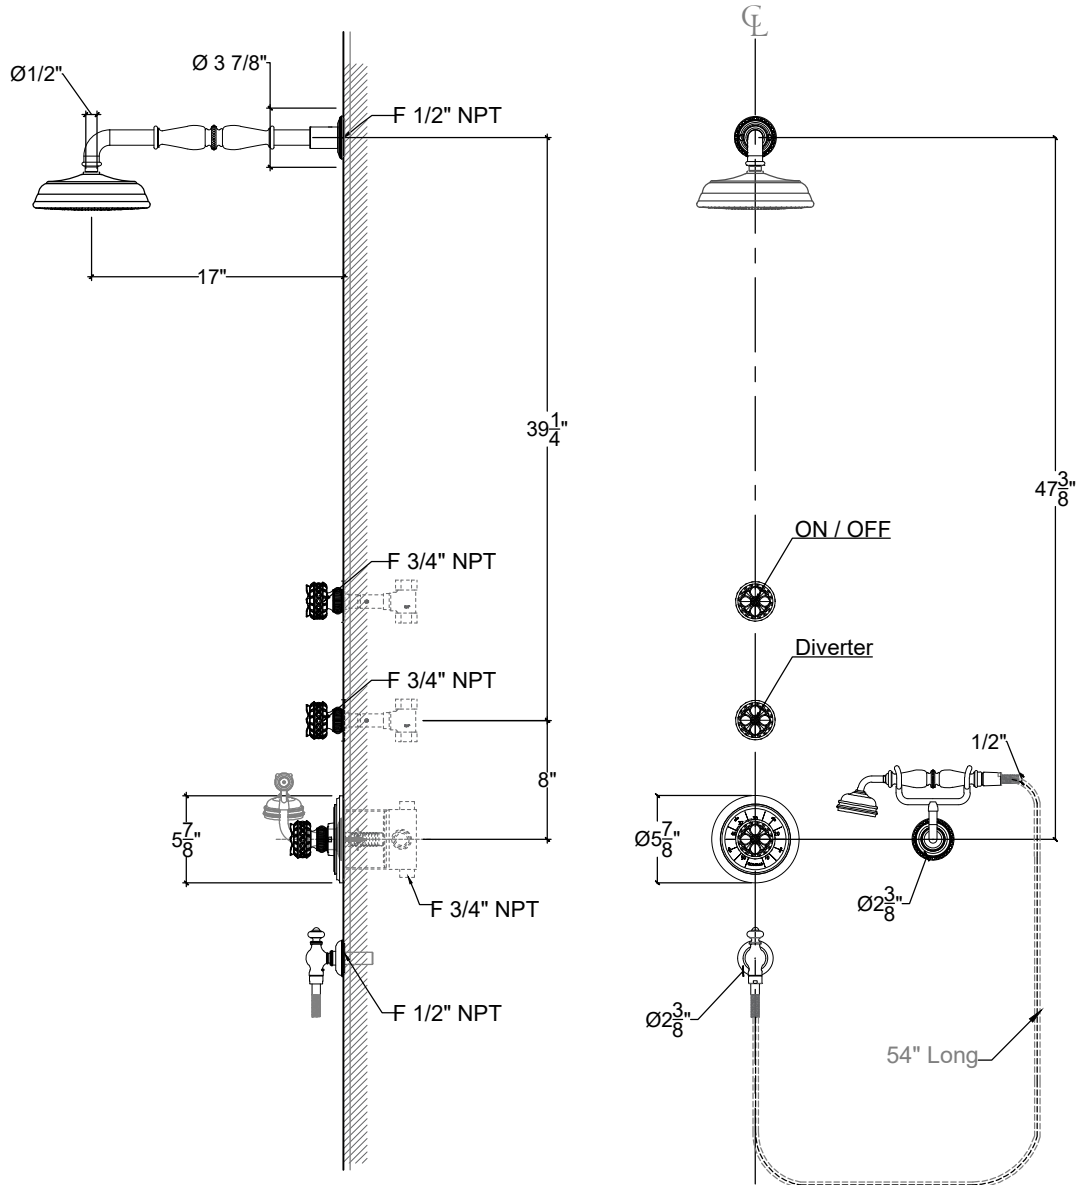 ℄
Ø1/2"
Ø 3 7/8"
F 1/2" NPT
17"
39 1/4"
47 3/8"
ON / OFF
F 3/4" NPT
Diverter
F 3/4" NPT
1/2"
8"
5 7/8"
Ø5 7/8"
Ø2 3/8"
F 3/4" NPT
F 1/2" NPT
Ø2 3/8"
54" Long